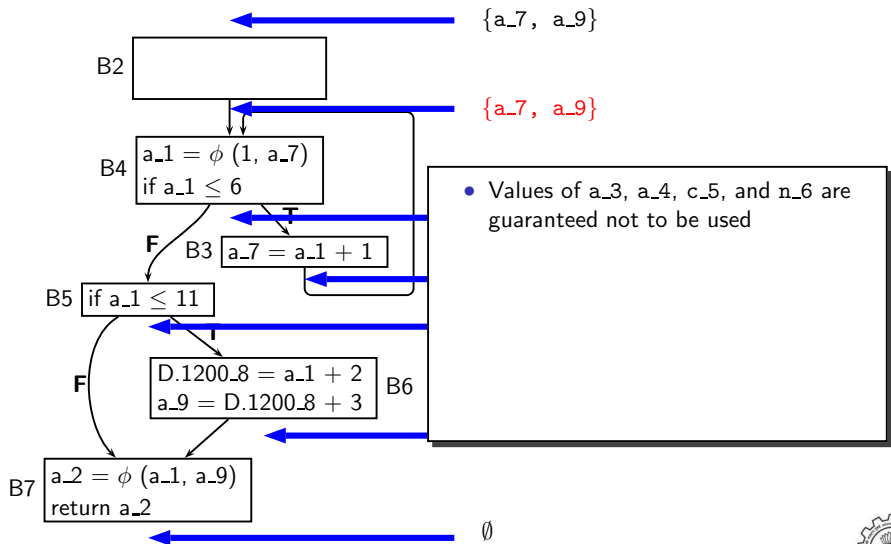 {a_7, a_9}
B2
{a_7, a_9}
B4
a_1 = ϕ (1, a_7)
if a_1 ≤ 6
• Values of a_3, a_4, c_5, and n_6 are
guaranteed not to be used
T
F
B3
a_7 = a_1 + 1
B5
if a_1 ≤ 11
T
F
D.1200_8 = a_1 + 2
a_9 = D.1200_8 + 3
B6
B7
a_2 = ϕ (a_1, a_9)
return a_2
∅